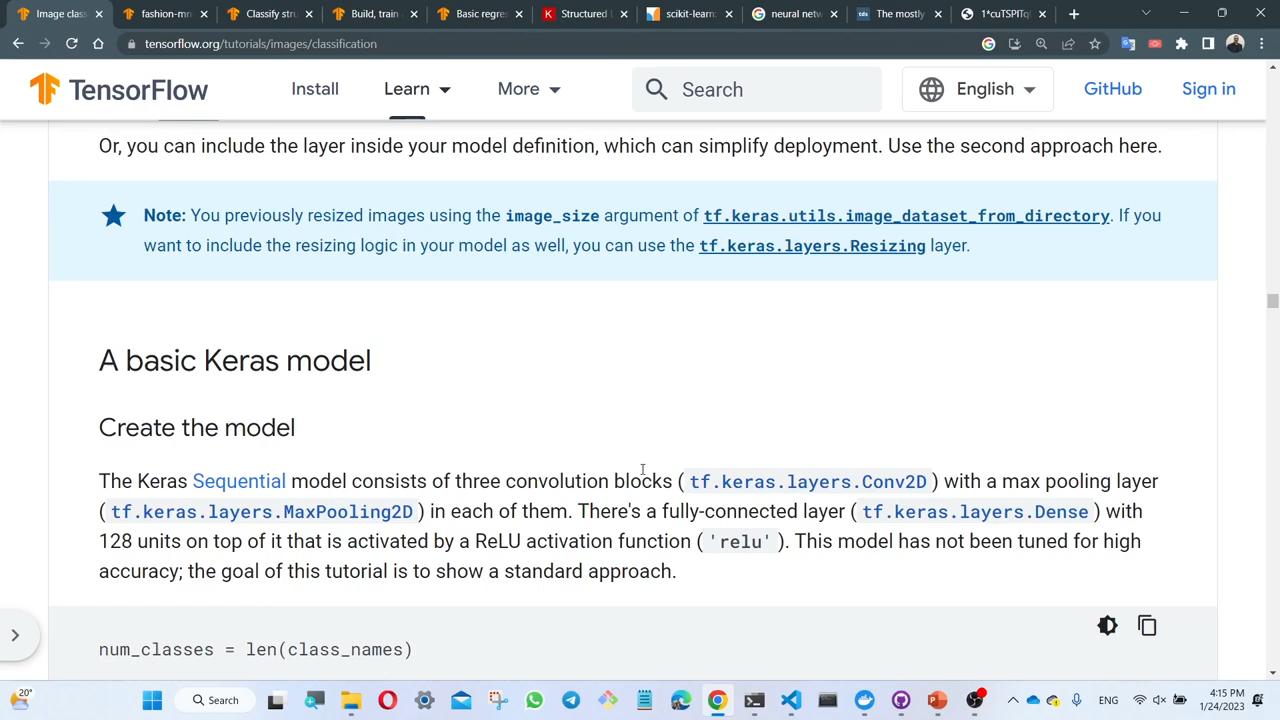 Image clas
fashion-mn
Classify stru
Build, train
Basic regres
Structured
scikit-learn
neural netw
The mostly
1*cuTSPlTq
tensorflow.org/tutorials/images/classification
TensorFlow
Install
Learn
More
Search
English
GitHub
Sign in
Or, you can include the layer inside your model definition, which can simplify deployment. Use the second approach here.
Note: You previously resized images using the image_size argument of tf.keras.utils.image_dataset_from_directory. If you
want to include the resizing logic in your model as well, you can use the tf.keras.layers.Resizing layer.
A basic Keras model
Create the model
The Keras Sequential model consists of three convolution blocks (tf.keras.layers.Conv2D) with a max pooling layer
(tf.keras.layers.MaxPooling2D) in each of them. There's a fully-connected layer (tf.keras.layers.Dense) with
128 units on top of it that is activated by a ReLU activation function ('relu'). This model has not been tuned for high
accuracy; the goal of this tutorial is to show a standard approach.
num_classes = len(class_names)
20°
Search
ENG
4:15 PM
1/24/2023